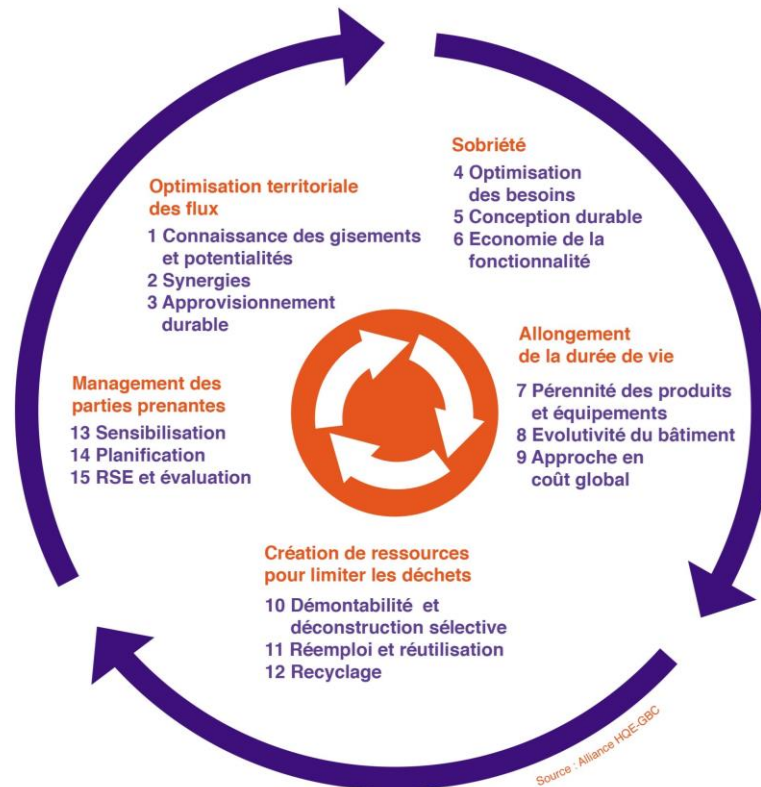 Optimisation territoriale
des flux
1 Connaissance des gisements
et potentialités
2 Synergies
3 Approvisionnement
durable
Sobriété
4 Optimisation
des besoins
5 Conception durable
6 Economie de la
fonctionnalité
Allongement
de la durée de vie
7 Pérennité des produits
et équipements
8 Evolutivité du bâtiment
9 Approche en
coût global
Création de ressources
pour limiter les déchets
10 Démontabilité et
déconstruction sélective
11 Réemploi et réutilisation
12 Recyclage
Management des
parties prenantes
13 Sensibilisation
14 Planification
15 RSE et évaluation
Source : Alliance HQE-GBC